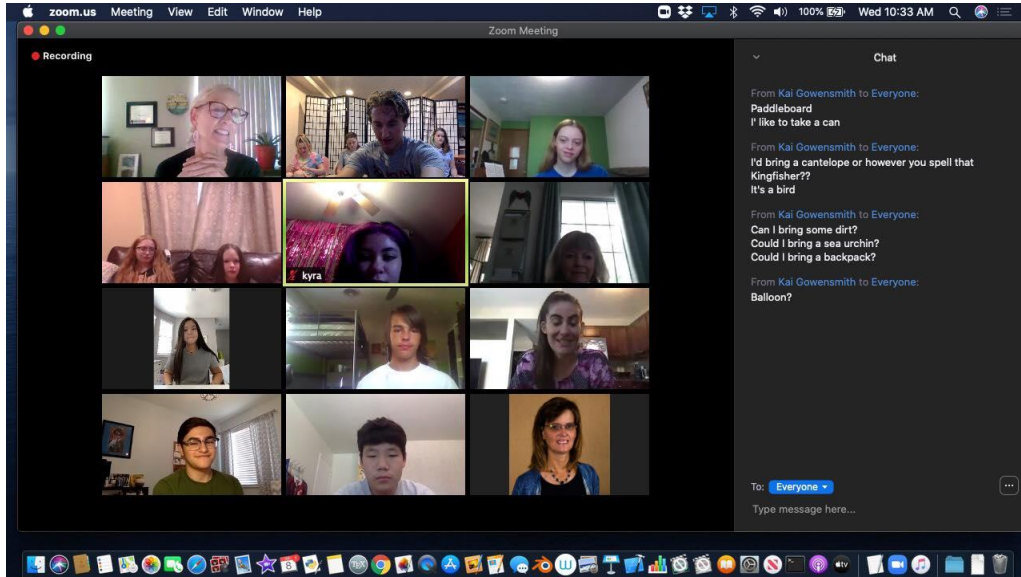 zoom.us Meeting View Edit Window Help 100% Wed 10:33 AM
Zoom Meeting
Recording
kyra
Chat
From Kai Gowensmith to Everyone:
Paddleboard
I' like to take a can
From Kai Gowensmith to Everyone:
I'd bring a cantelope or however you spell that
Kingfisher??
It's a bird
From Kai Gowensmith to Everyone:
Can I bring some dirt?
Could I bring a sea urchin?
Could I bring a backpack?
From Kai Gowensmith to Everyone:
Balloon?
To: Everyone
Type message here...
8
tv